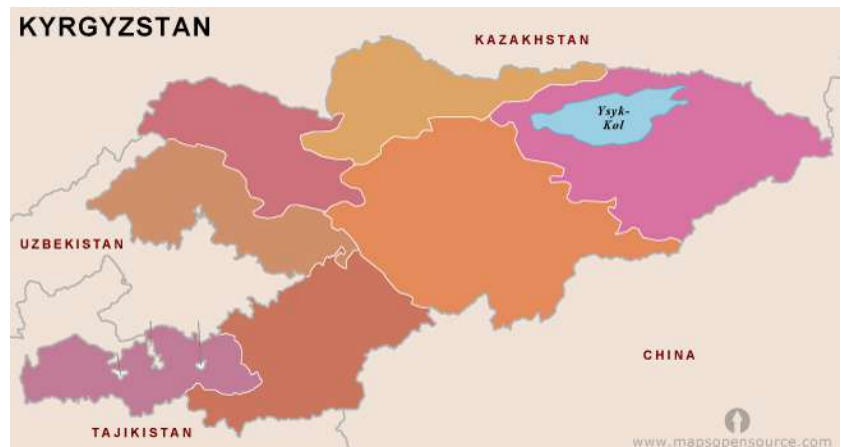 KYRGYZSTAN
KAZAKHSTAN
Ysyk-
Kol
UZBEKISTAN
CHINA
TAJIKISTAN
www.mapsopensource.com